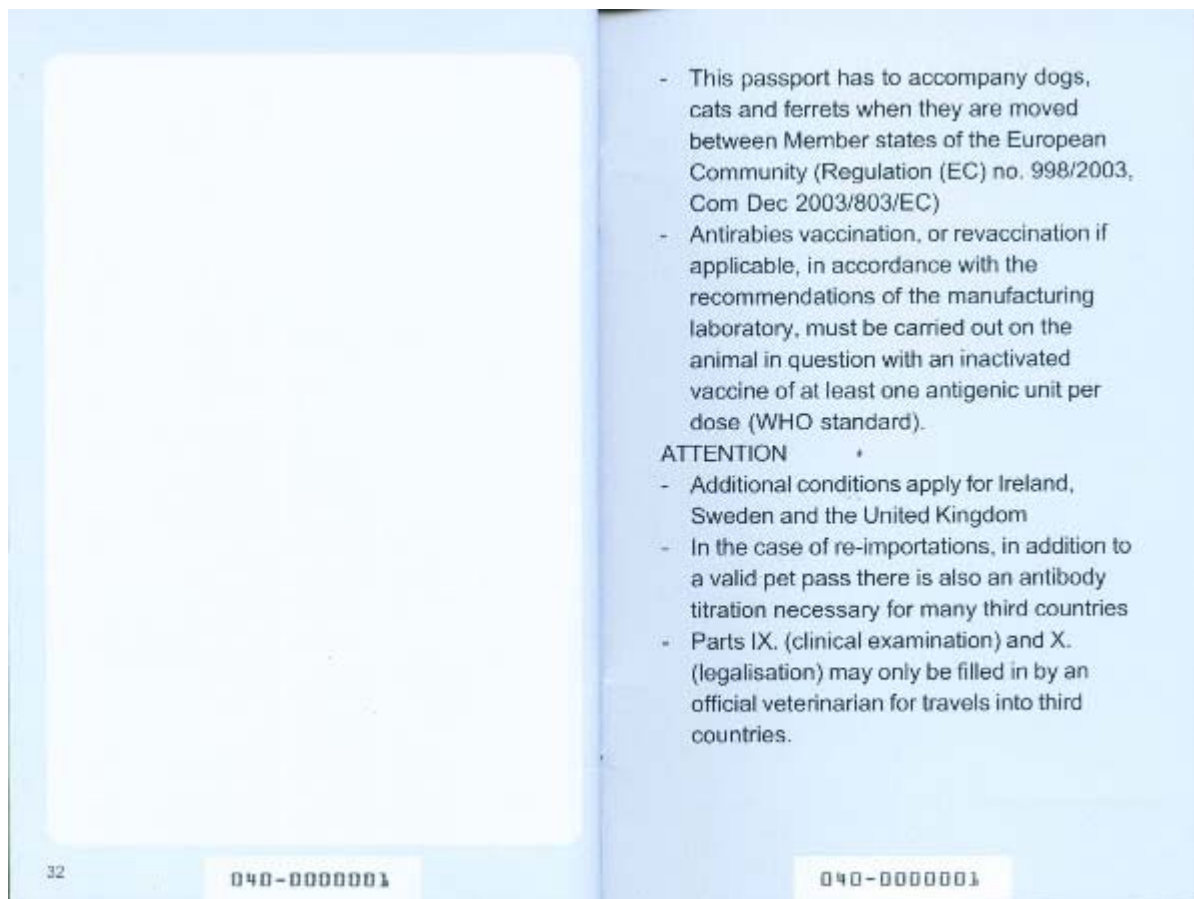 - This passport has to accompany dogs,
cats and ferrets when they are moved
between Member states of the European
Community (Regulation (EC) no. 998/2003,
Com Dec 2003/803/EC)
- Antirabies vaccination, or revaccination if
applicable, in accordance with the
recommendations of the manufacturing
laboratory, must be carried out on the
animal in question with an inactivated
vaccine of at least one antigenic unit per
dose (WHO standard).
ATTENTION
- Additional conditions apply for Ireland,
Sweden and the United Kingdom
- In the case of re-importations, in addition to
a valid pet pass there is also an antibody
titration necessary for many third countries
- Parts IX. (clinical examination) and X.
(legalisation) may only be filled in by an
official veterinarian for travels into third
countries.
32
040-0000001
040-0000001